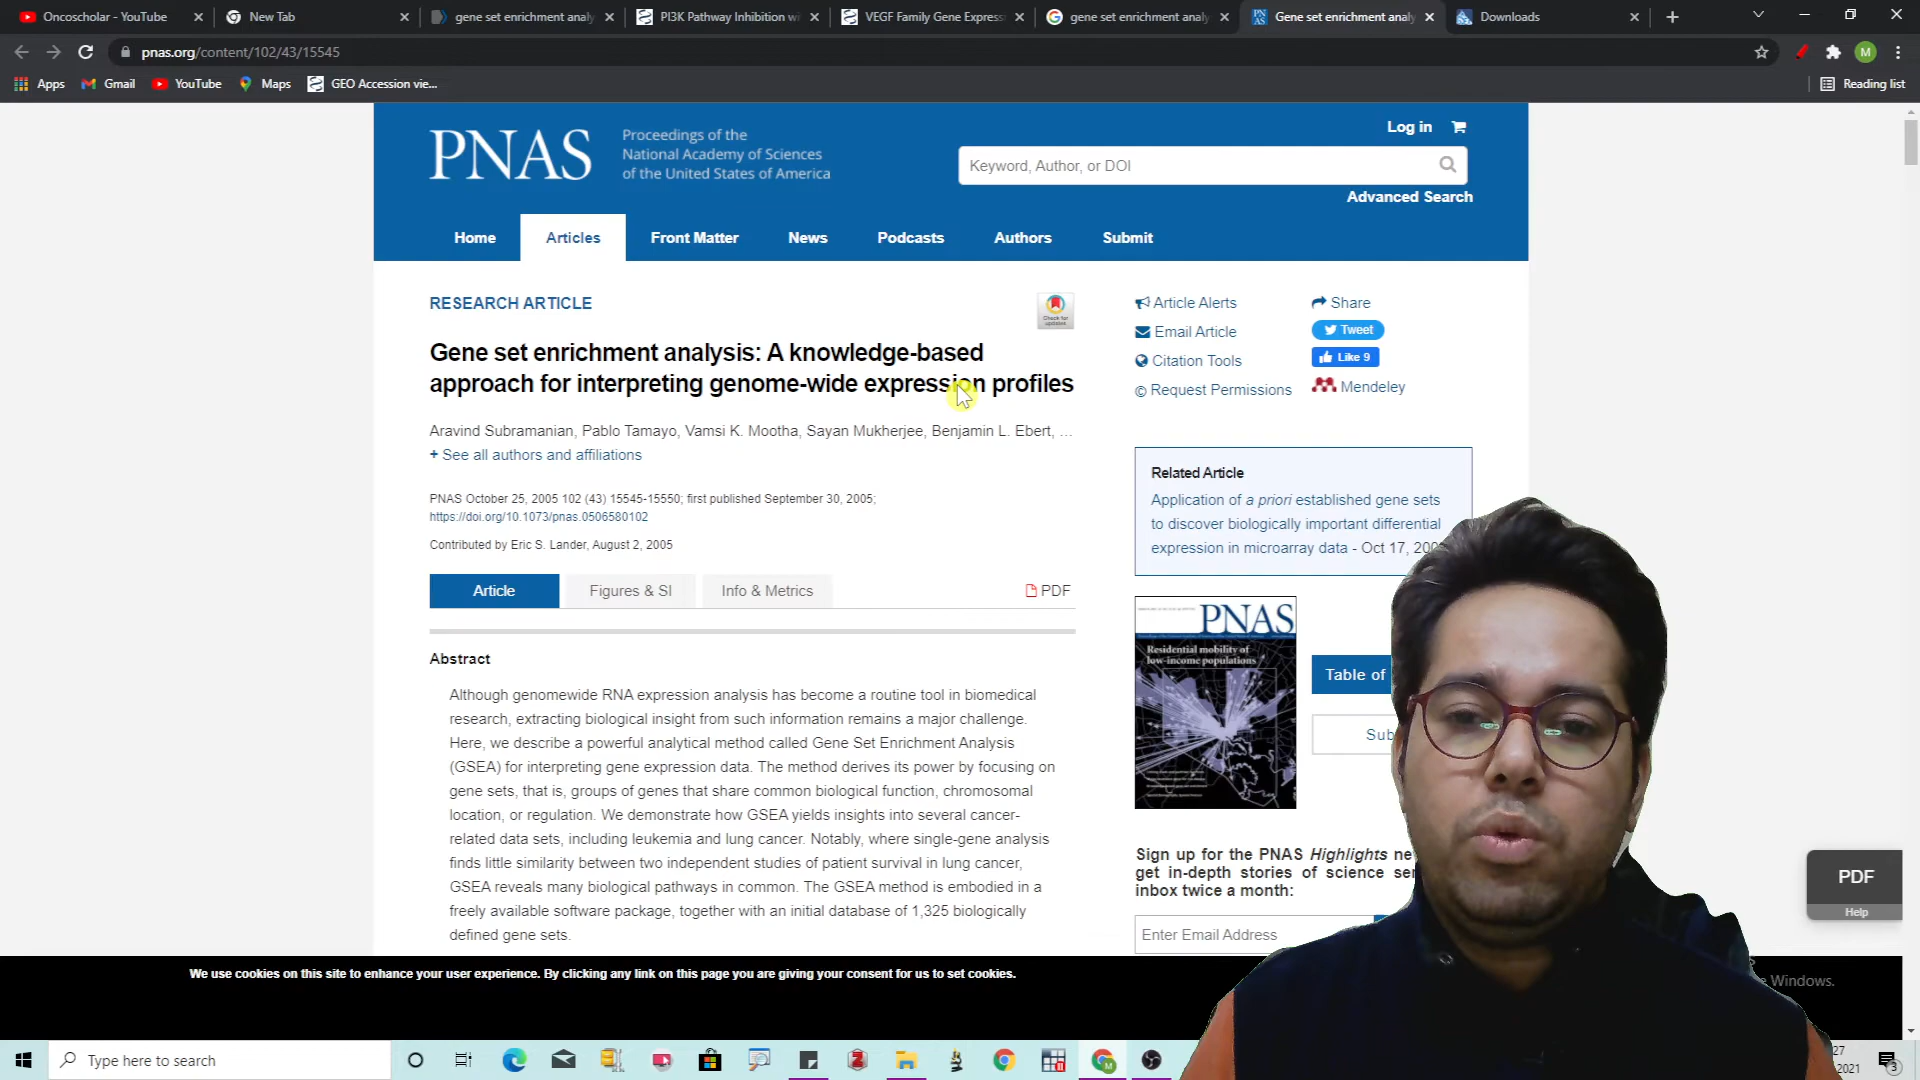 Oncoscholar - YouTube
New Tab
gene set enrichment analy
PI3K Pathway Inhibition wi
VEGF Family Gene Express
gene set enrichment analy
Gene set enrichment analy
Downloads
pnas.org/content/102/43/15545
M
Apps
Gmail
YouTube
Maps
GEO Accession vie...
Reading list
PNAS
Proceedings of the
National Academy of Sciences
of the United States of America
Log in
Keyword, Author, or DOI
Advanced Search
Home
Articles
Front Matter
News
Podcasts
Authors
Submit
RESEARCH ARTICLE
Check for
updates
Gene set enrichment analysis: A knowledge-based
approach for interpreting genome-wide expression profiles
Aravind Subramanian, Pablo Tamayo, Vamsi K. Mootha, Sayan Mukherjee, Benjamin L. Ebert, ...
+ See all authors and affiliations
PNAS October 25, 2005 102 (43) 15545-15550; first published September 30, 2005;
https://doi.org/10.1073/pnas.0506580102
Contributed by Eric S. Lander, August 2, 2005
Article
Figures & SI
Info & Metrics
PDF
Abstract
Although genomewide RNA expression analysis has become a routine tool in biomedical
research, extracting biological insight from such information remains a major challenge.
Here, we describe a powerful analytical method called Gene Set Enrichment Analysis
(GSEA) for interpreting gene expression data. The method derives its power by focusing on
gene sets, that is, groups of genes that share common biological function, chromosomal
location, or regulation. We demonstrate how GSEA yields insights into several cancer-
related data sets, including leukemia and lung cancer. Notably, where single-gene analysis
finds little similarity between two independent studies of patient survival in lung cancer,
GSEA reveals many biological pathways in common. The GSEA method is embodied in a
freely available software package, together with an initial database of 1,325 biologically
defined gene sets.
Article Alerts
Email Article
Citation Tools
© Request Permissions
Share
Tweet
Like 9
Mendeley
Related Article
Application of a priori established gene sets
to discover biologically important differential
expression in microarray data - Oct 17, 200
PNAS
Residential mobility of
low-income populations
Table of
Sub
Sign up for the PNAS Highlights ne
get in-depth stories of science se
inbox twice a month:
Enter Email Address
PDF
Help
We use cookies on this site to enhance your user experience. By clicking any link on this page you are giving your consent for us to set cookies.
Windows.
Type here to search
27
2021
3